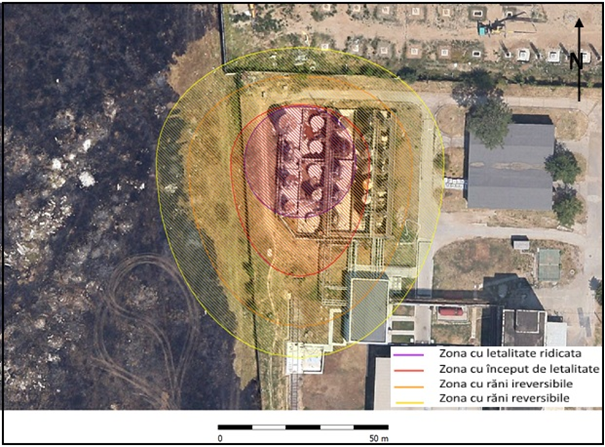 N
Zona cu letalitate ridicata
Zona cu început de letalitate
Zona cu răni ireversibile
Zona cu răni reversibile
0 50 m